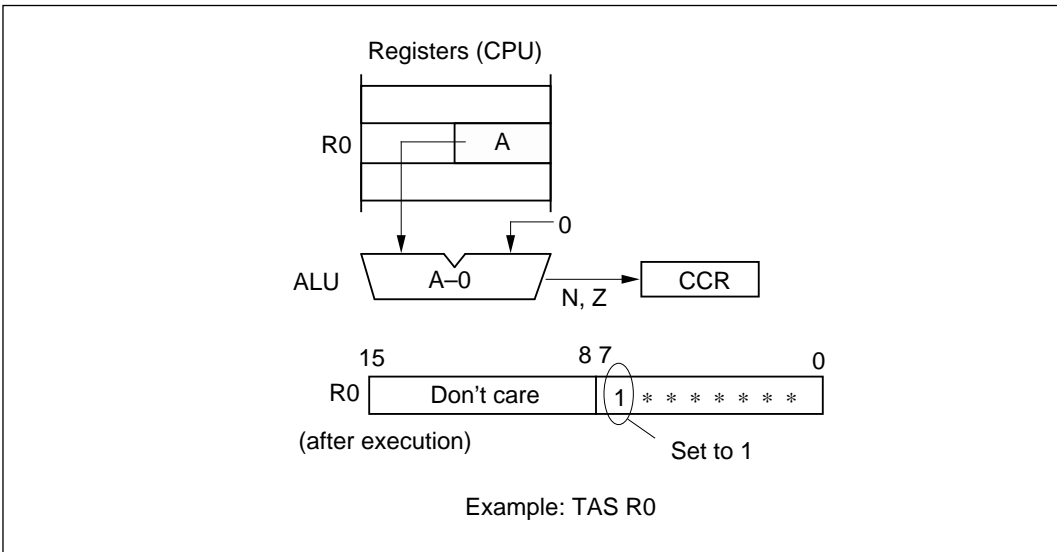 Registers (CPU)
R0 A
0
ALU A–0 CCR
N, Z
15 8 7 0
R0 Don't care 1 * * * * * * *
(after execution) Set to 1
Example: TAS R0